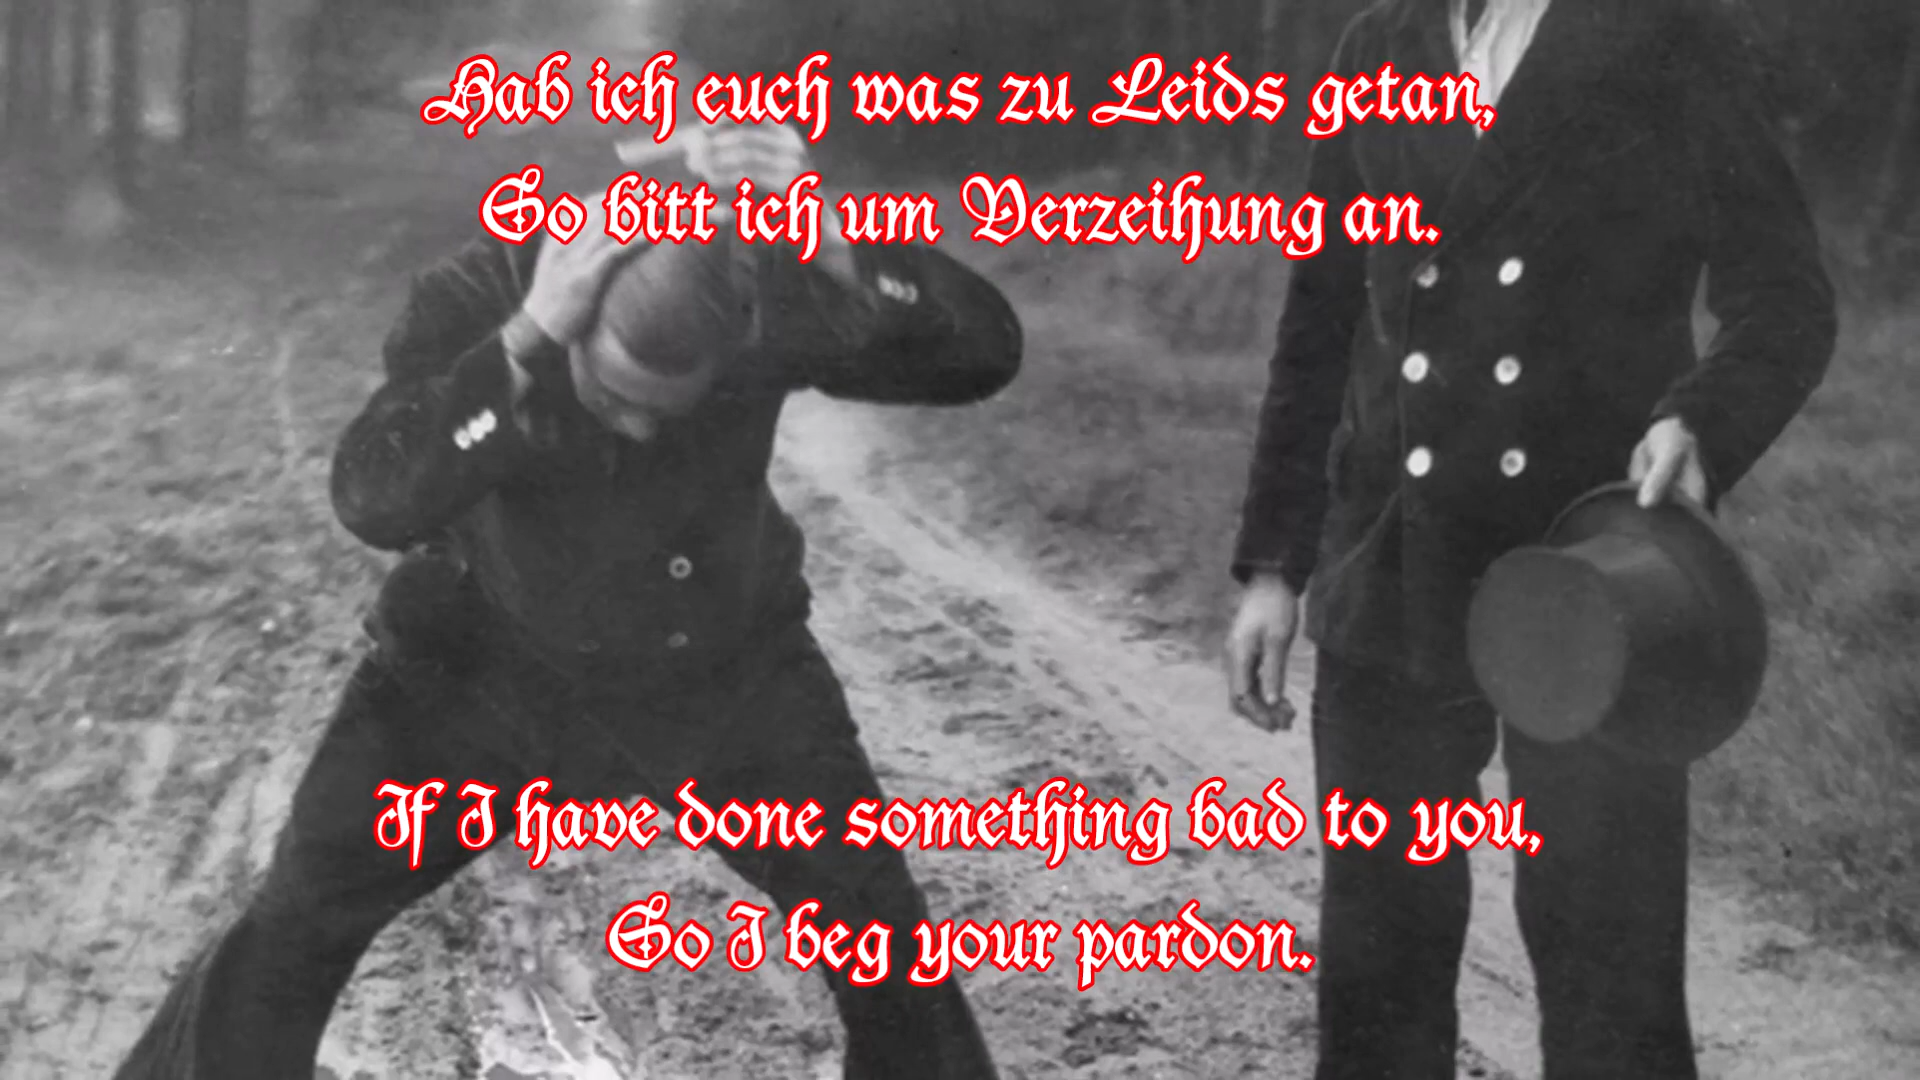 Hab ich euch was zu Leids getan,
So bitt ich um Verzeihung an.
If I have done something bad to you,
So I beg your pardon.